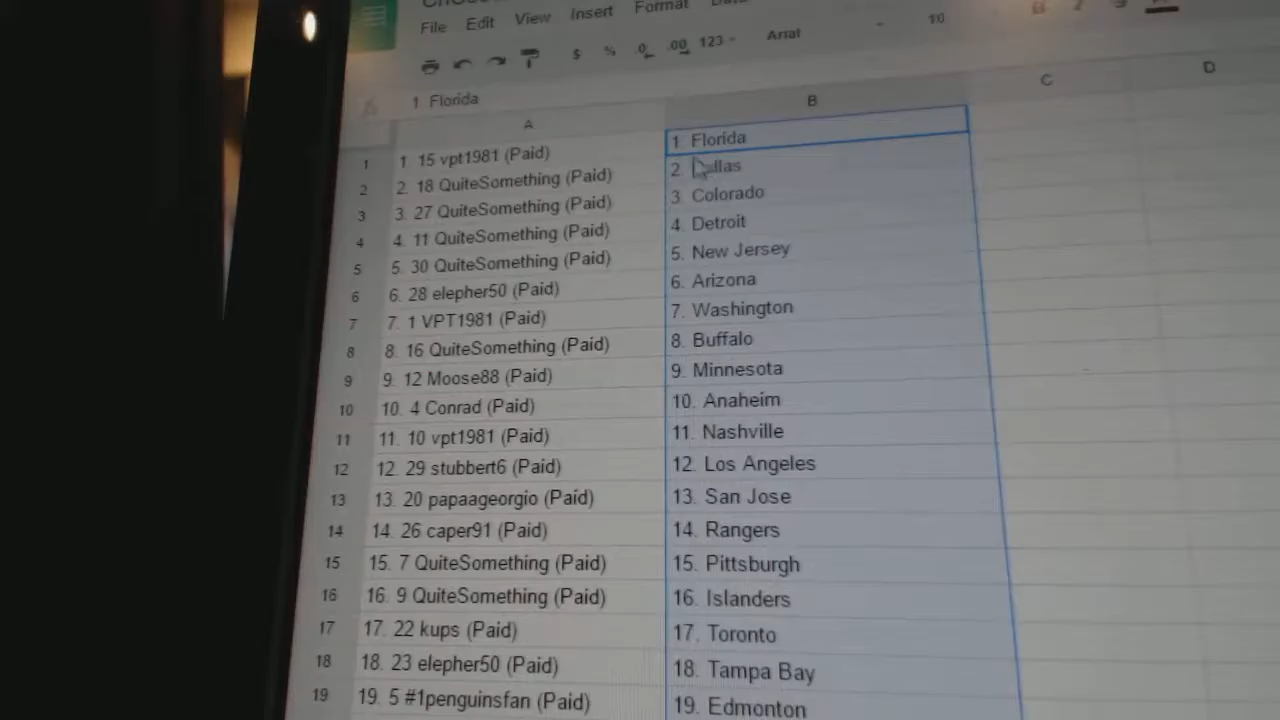 File Edit View Insert Format
$ % .0 .00 123 Arial 10
1 Florida
A B C D
1 1 15 vpt1981 (Paid) 1. Florida
2 2. 18 QuiteSomething (Paid) 2.
3 3. 27 QuiteSomething (Paid) 3 Colorado
4 4. 11 QuiteSomething (Paid) 4. Detroit
5 5. 30 QuiteSomething (Paid) 5. New Jersey
6 6. 28 elepher50 (Paid) 6. Arizona
7 7. 1 VPT1981 (Paid) 7. Washington
8 8. 16 QuiteSomething (Paid) 8. Buffalo
9 9. 12 Moose88 (Paid) 9. Minnesota
10 10. 4 Conrad (Paid) 10. Anaheim
11 11. 10 vpt1981 (Paid) 11. Nashville
12 12. 29 stubbert6 (Paid) 12. Los Angeles
13 13. 20 papaageorgio (Paid) 13. San Jose
14 14. 26 caper91 (Paid) 14. Rangers
15 15. 7 QuiteSomething (Paid) 15. Pittsburgh
16 16. 9 QuiteSomething (Paid) 16. Islanders
17 17. 22 kups (Paid) 17. Toronto
18 18. 23 elepher50 (Paid) 18. Tampa Bay
19 19. 5 #1penguinsfan (Paid) 19. Edmonton